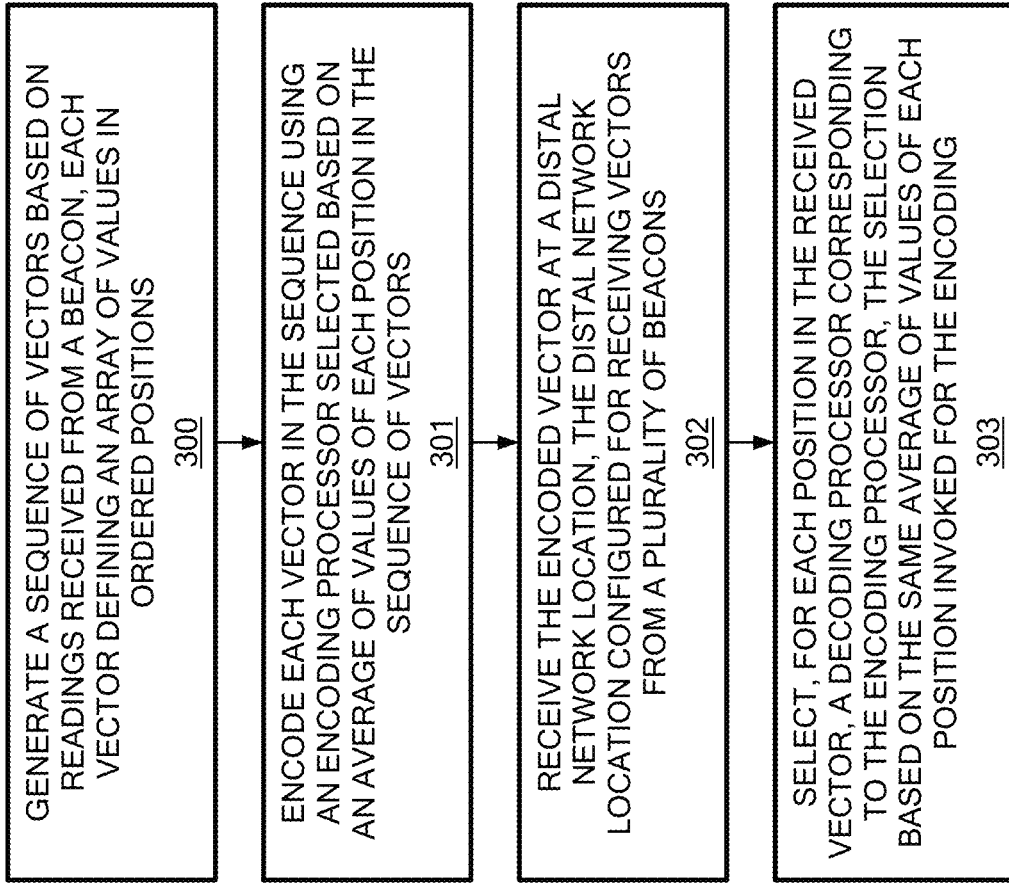 GENERATE A SEQUENCE OF VECTORS BASED ON
READINGS RECEIVED FROM A BEACON, EACH
VECTOR DEFINING AN ARRAY OF VALUES IN
ORDERED POSITIONS
300
ENCODE EACH VECTOR IN THE SEQUENCE USING
AN ENCODING PROCESSOR SELECTED BASED ON
AN AVERAGE OF VALUES OF EACH POSITION IN THE
SEQUENCE OF VECTORS
301
RECEIVE THE ENCODED VECTOR AT A DISTAL
NETWORK LOCATION, THE DISTAL NETWORK
LOCATION CONFIGURED FOR RECEIVING VECTORS
FROM A PLURALITY OF BEACONS
302
SELECT, FOR EACH POSITION IN THE RECEIVED
VECTOR, A DECODING PROCESSOR CORRESPONDING
TO THE ENCODING PROCESSOR, THE SELECTION
BASED ON THE SAME AVERAGE OF VALUES OF EACH
POSITION INVOKED FOR THE ENCODING
303